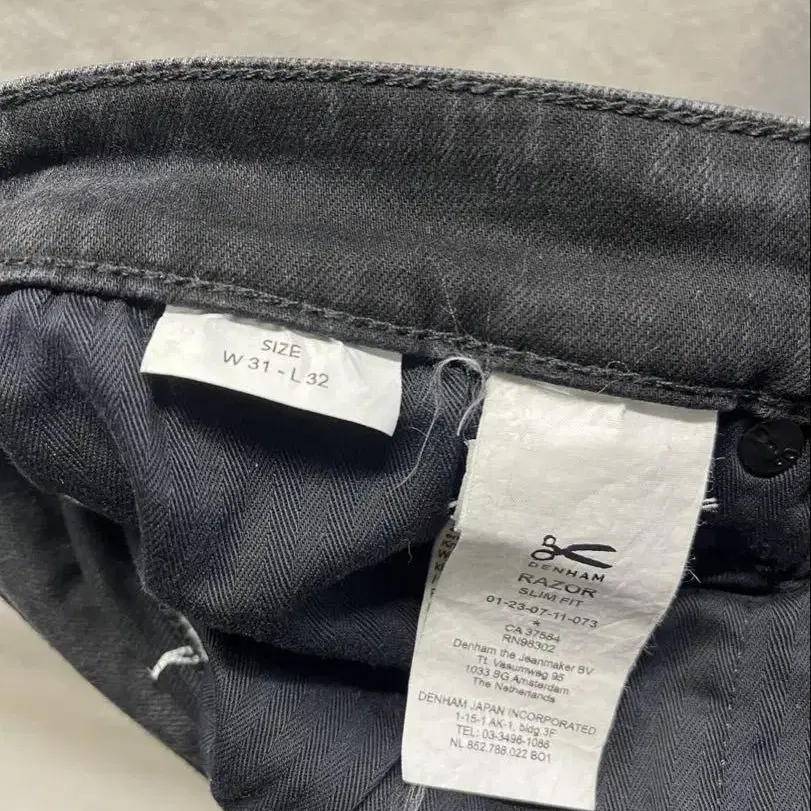 SIZE
W 31 - L 32
DENHAM
RAZOR
SLIM FIT
01-23-07-11-073
*
CA 37564
RN98302
Denham the Jeanmaker BV
Tt. Vasumweg 95
1033 BG Amsterdam
The Netherlands
DENHAM JAPAN INCORPORATED
1-15-1 AK-1, bldg.3F
TEL: 03-3496-1086
NL 852.788.022 B01